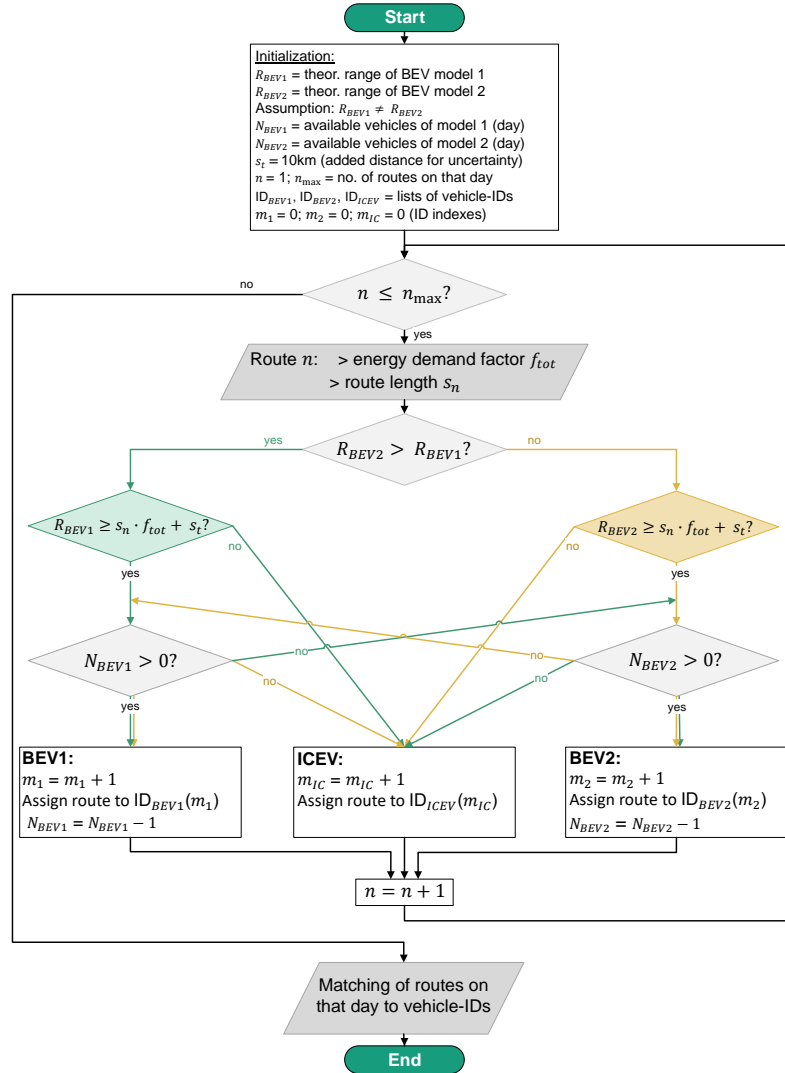 Start
Initialization:
R_BEV1 = theor. range of BEV model 1
R_BEV2 = theor. range of BEV model 2
Assumption: R_BEV1 ≠ R_BEV2
N_BEV1 = available vehicles of model 1 (day)
N_BEV2 = available vehicles of model 2 (day)
s_t = 10km (added distance for uncertainty)
n = 1; n_max = no. of routes on that day
ID_BEV1, ID_BEV2, ID_ICEV = lists of vehicle-IDs
m_1 = 0; m_2 = 0; m_IC = 0 (ID indexes)
no
n ≤ n_max?
yes
Route n: > energy demand factor f_tot
> route length s_n
yes
R_BEV2 > R_BEV1?
no
R_BEV1 ≥ s_n · f_tot + s_t?
R_BEV2 ≥ s_n · f_tot + s_t?
no
no
yes
yes
N_BEV1 > 0?
N_BEV2 > 0?
no
no
no
no
yes
yes
BEV1:
m_1 = m_1 + 1
Assign route to ID_BEV1(m_1)
N_BEV1 = N_BEV1 − 1
ICEV:
m_IC = m_IC + 1
Assign route to ID_ICEV(m_IC)
BEV2:
m_2 = m_2 + 1
Assign route to ID_BEV2(m_2)
N_BEV2 = N_BEV2 − 1
n = n + 1
Matching of routes on
that day to vehicle-IDs
End